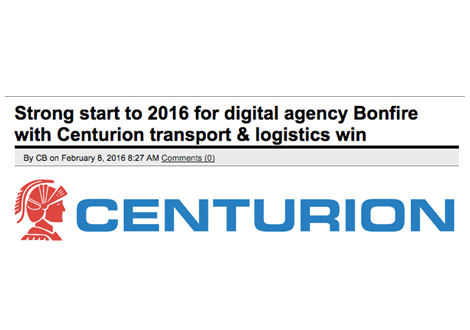 Strong start to 2016 for digital agency Bonfire
with Centurion transport & logistics win
By CB on February 8, 2016 8:27 AM Comments (0)
CENTURION